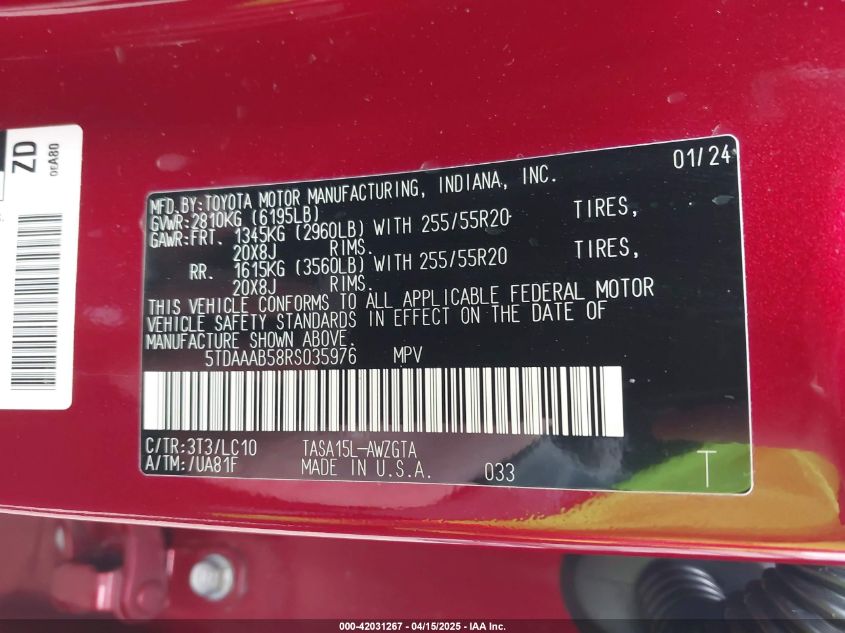 ZD
0EA80
01/24
MFD.BY:TOYOTA MOTOR MANUFACTURING, INDIANA, INC.
GVWR:2810KG (6195LB)
GAWR:FRT. 1345KG (2960LB) WITH 255/55R20 TIRES,
20X8J RIMS.
RR. 1615KG (3560LB) WITH 255/55R20 TIRES,
20X8J RIMS.
THIS VEHICLE CONFORMS TO ALL APPLICABLE FEDERAL MOTOR
VEHICLE SAFETY STANDARDS IN EFFECT ON THE DATE OF
MANUFACTURE SHOWN ABOVE.
5TDAAAB58RS035976 MPV
C/TR:3T3/LC10 TASA15L-AWZGTA
A/TM:/UA81F MADE IN U.S.A. 033
T
000-42031267 - 04/15/2025 - IAA Inc.